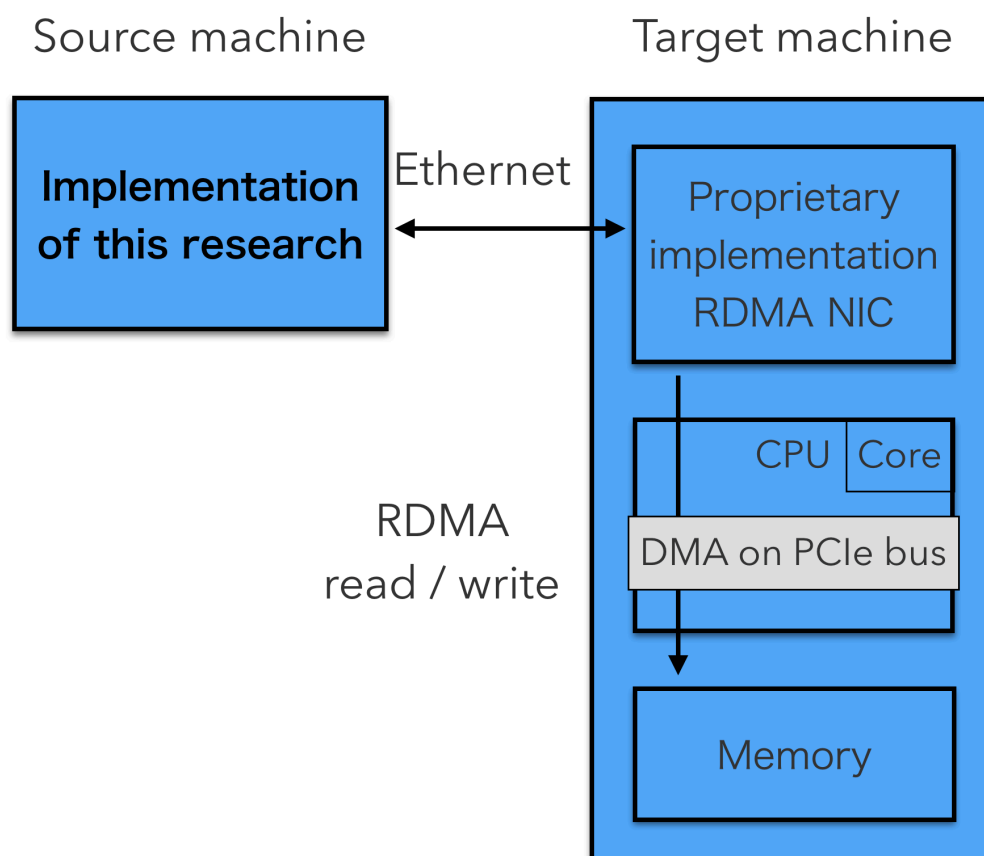 Source machine
Target machine
Implementation
of this research
Ethernet
Proprietary
implementation
RDMA NIC
CPU
Core
RDMA
read / write
DMA on PCIe bus
Memory